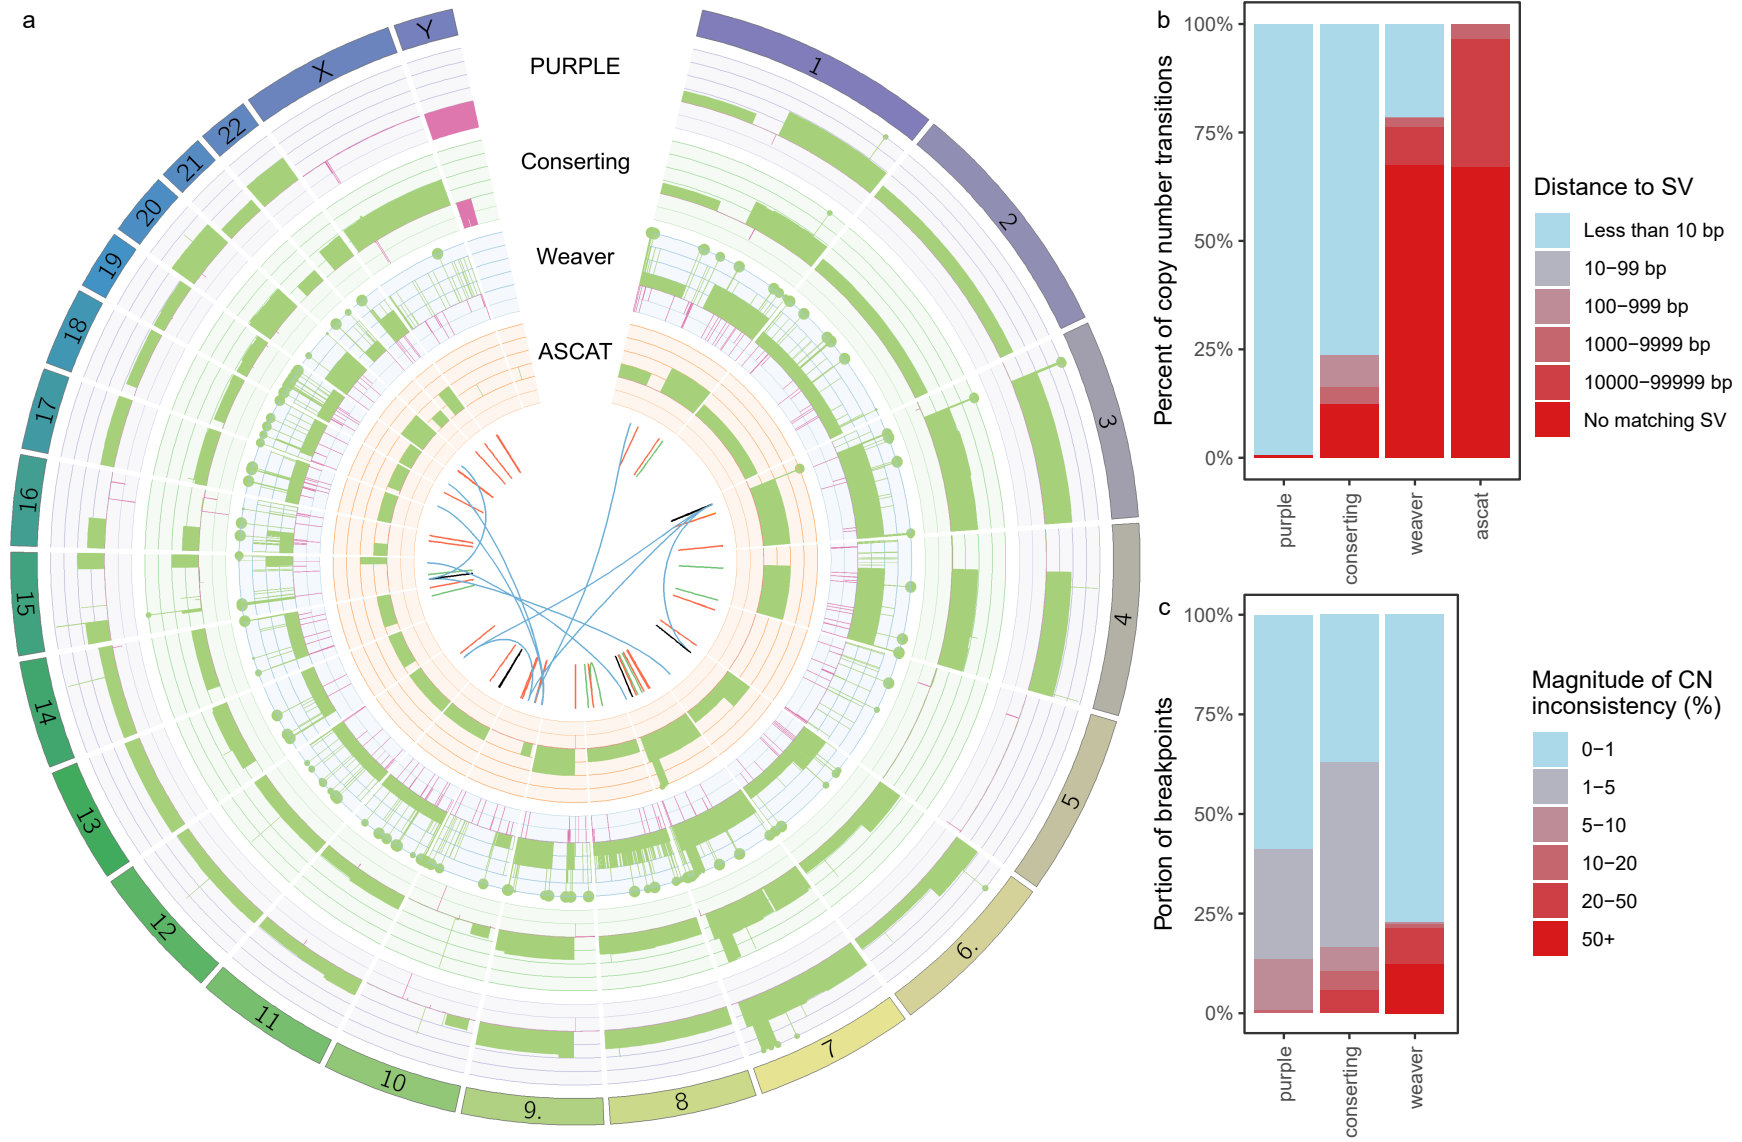 a
PURPLE
Conserting
Weaver
ASCAT
1
2
3
4
5
6.
7
8
9.
10
11
12
13
14
15
16
17
18
19
20
21
22
X
Y
b
Percent of copy number transitions
100%
75%
50%
25%
0%
purple
conserting
weaver
ascat
Distance to SV
Less than 10 bp
10−99 bp
100−999 bp
1000−9999 bp
10000−99999 bp
No matching SV
c
Portion of breakpoints
100%
75%
50%
25%
0%
purple
conserting
weaver
Magnitude of CN
inconsistency (%)
0−1
1−5
5−10
10−20
20−50
50+